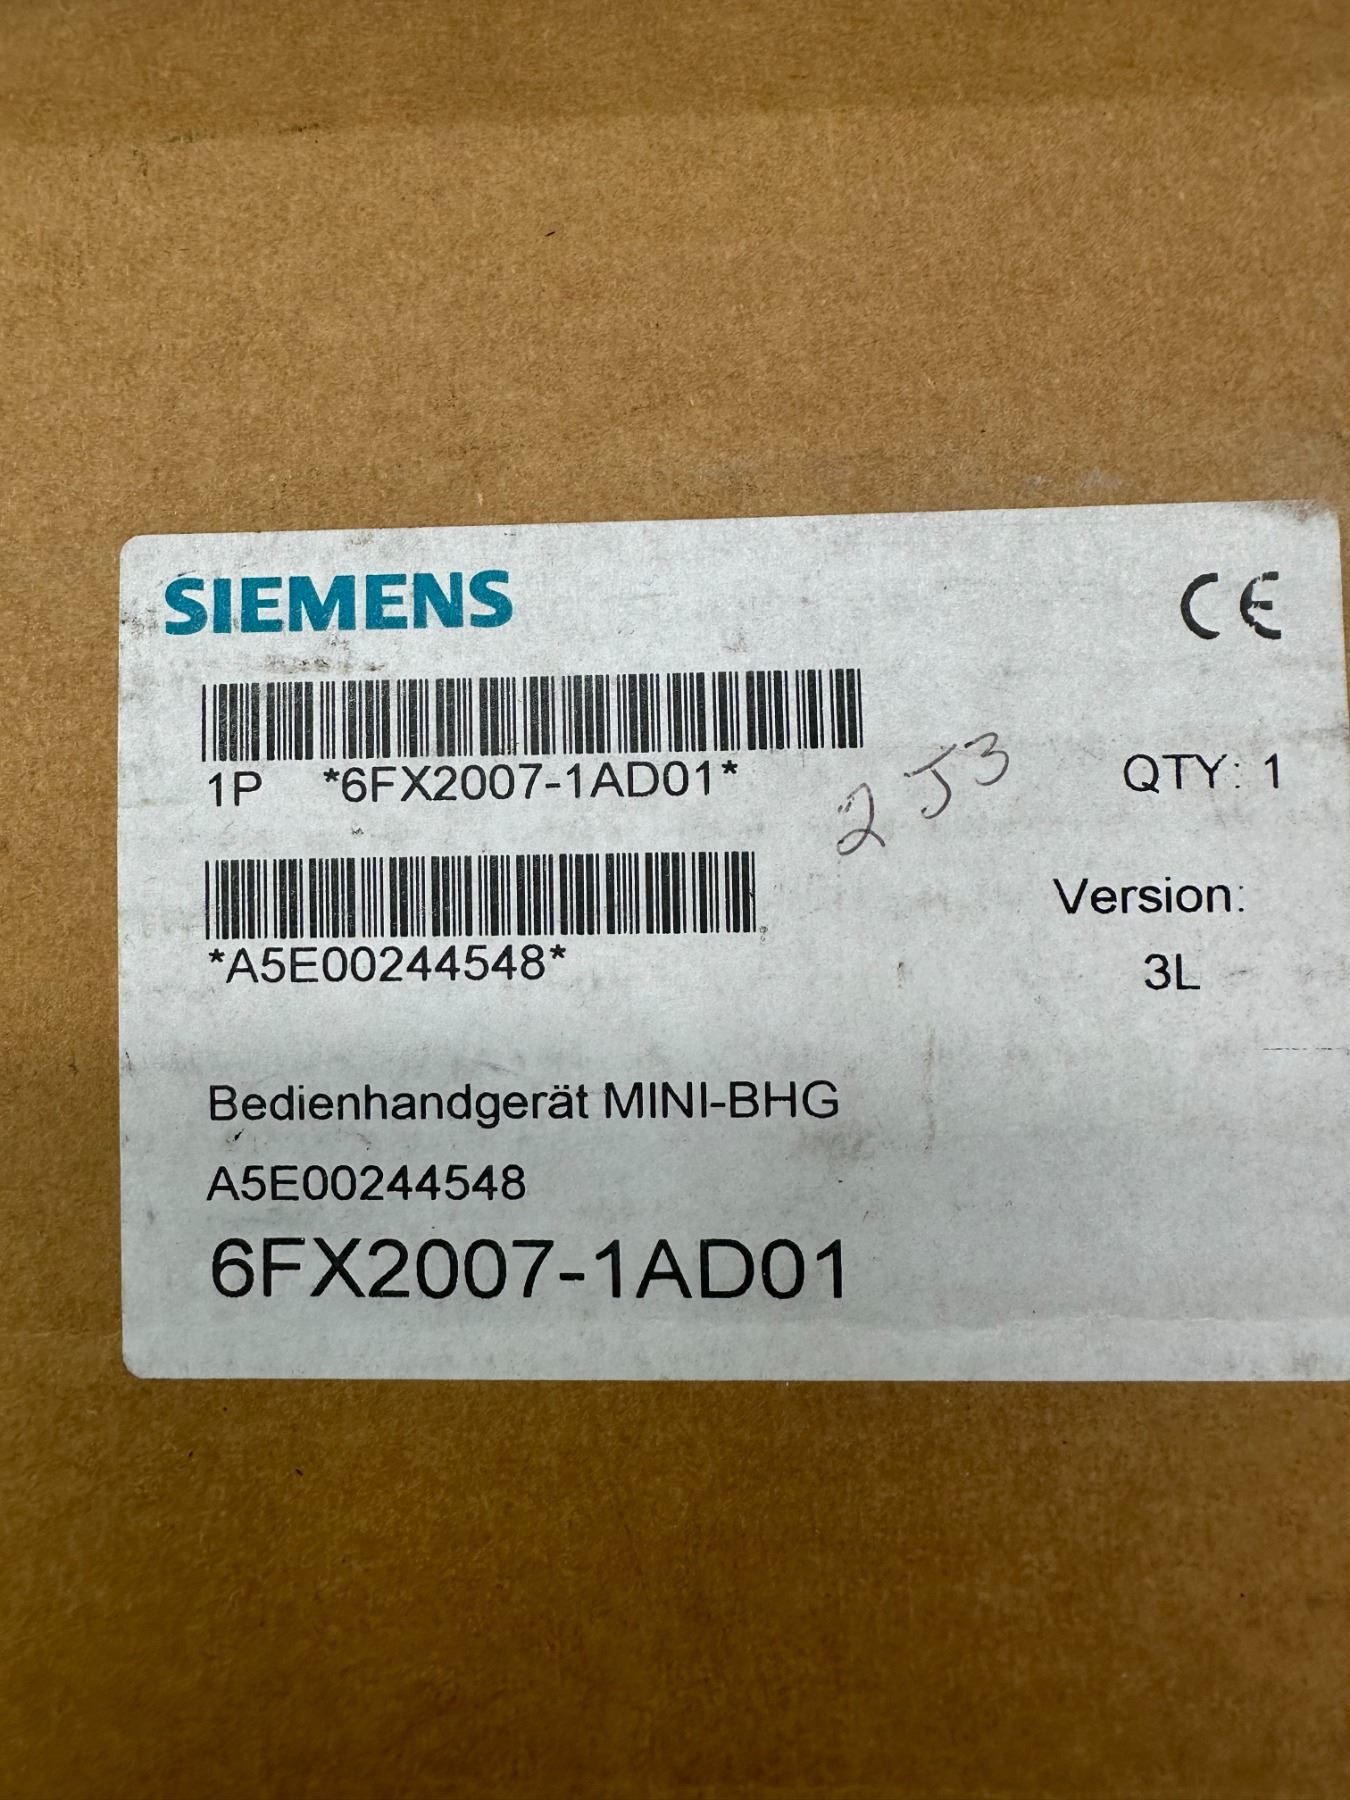 SIEMENS
CE
1P *6FX2007-1AD01*
2J3
QTY: 1
*A5E00244548*
Version:
3L
Bedienhandgerät MINI-BHG
A5E00244548
6FX2007-1AD01